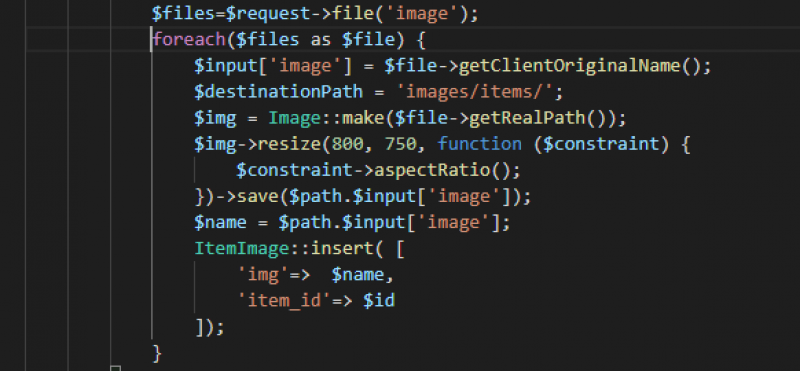 $files=$request->file('image');
foreach($files as $file) {
$input['image'] = $file->getClientOriginalName();
$destinationPath = 'images/items/';
$img = Image::make($file->getRealPath());
$img->resize(800, 750, function ($constraint) {
$constraint->aspectRatio();
})->save($path.$input['image']);
$name = $path.$input['image'];
ItemImage::insert( [
'img'=>  $name,
'item_id'=> $id
]);
}